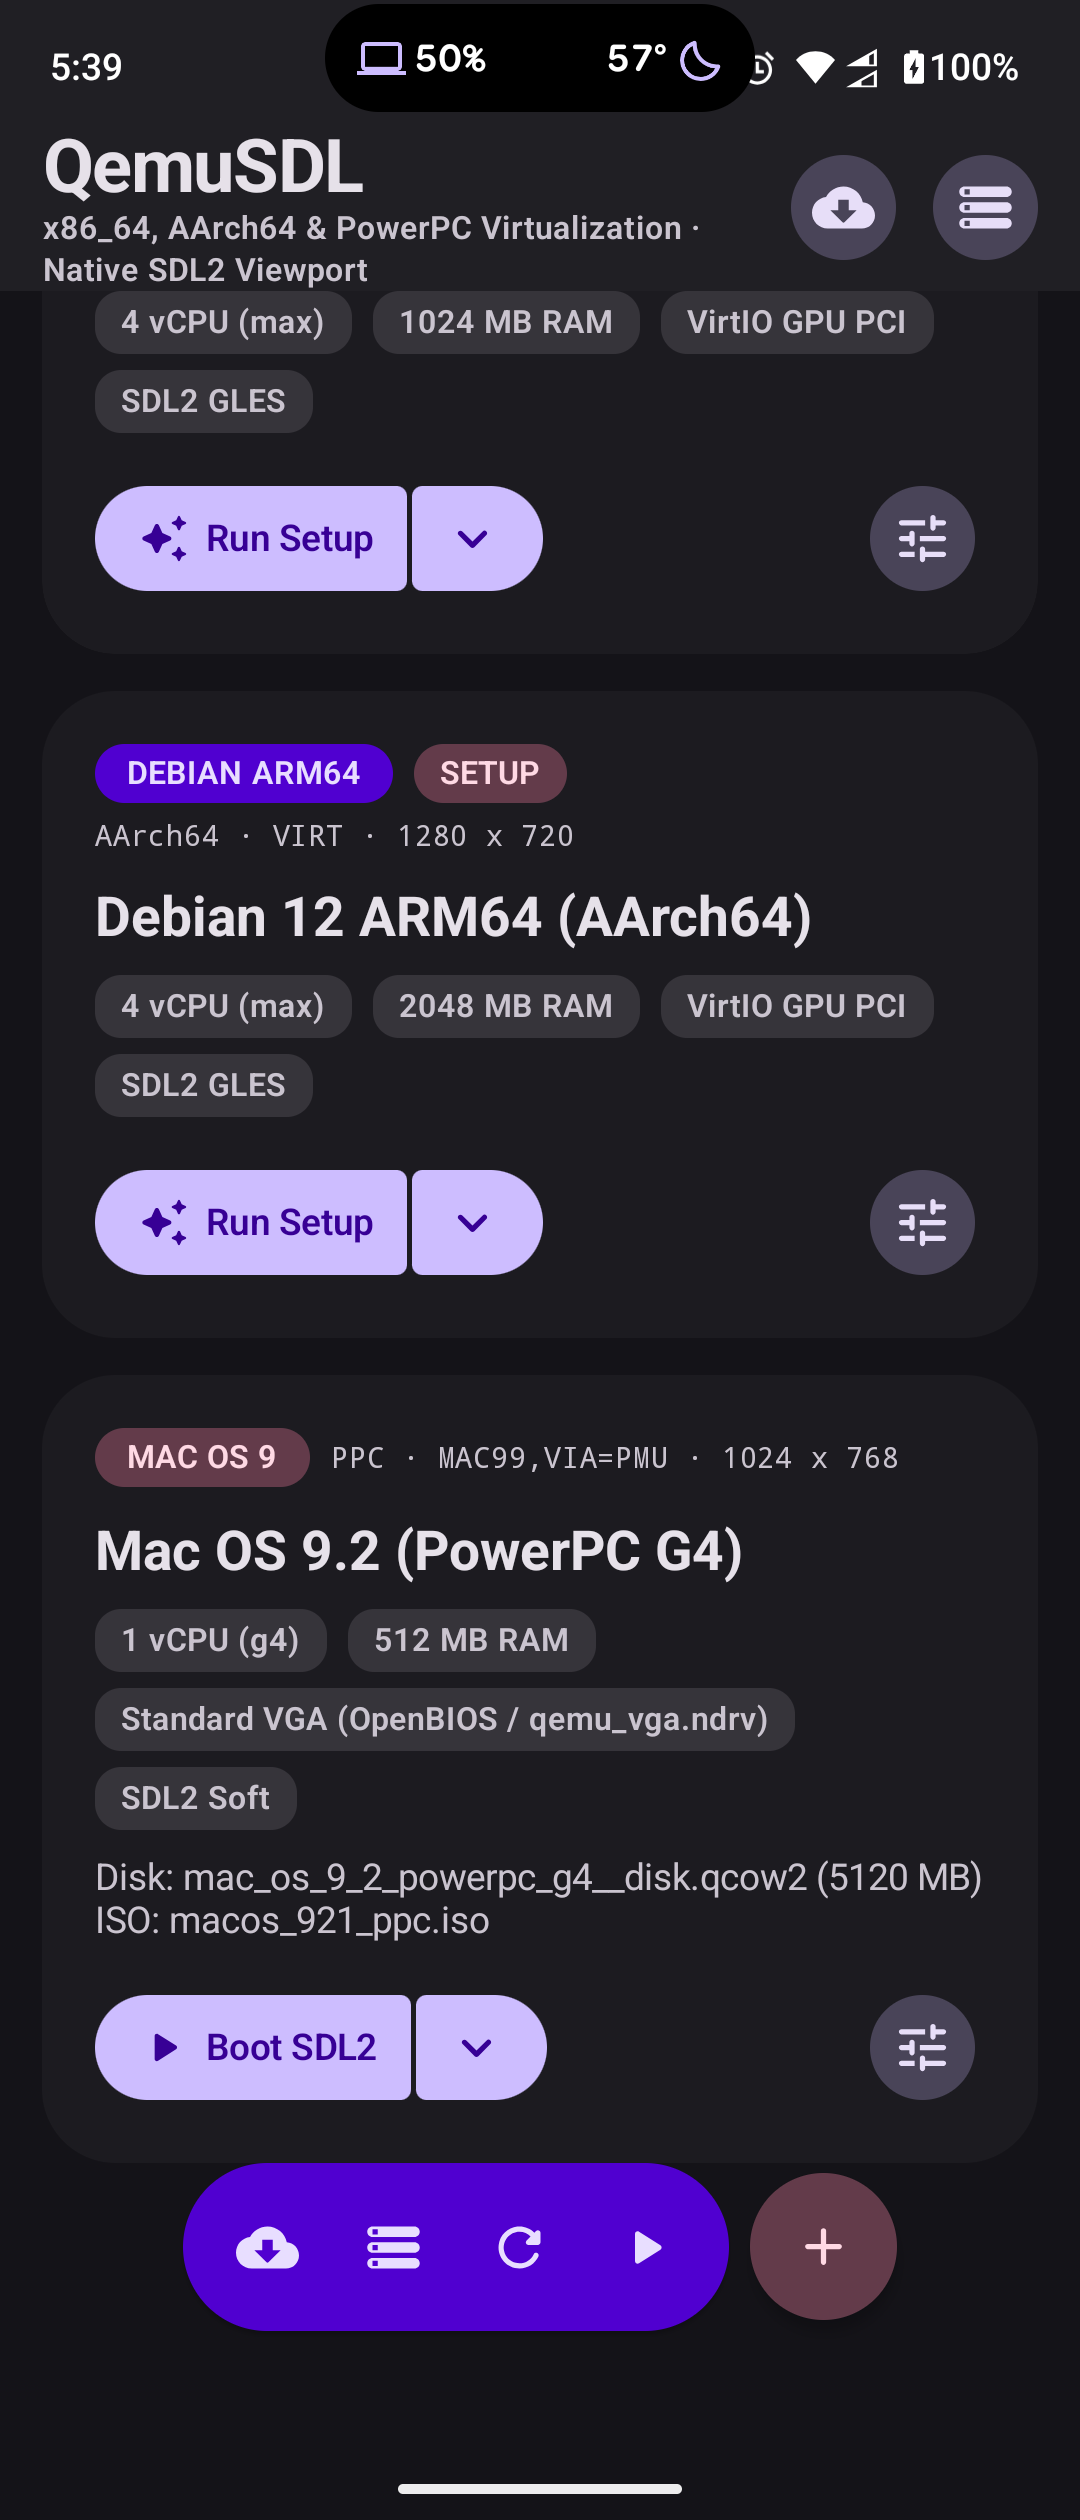 5:39
50%
57°
100%
QemuSDL
x86_64, AArch64 & PowerPC Virtualization ·
Native SDL2 Viewport
4 vCPU (max)
1024 MB RAM
VirtIO GPU PCI
SDL2 GLES
Run Setup
DEBIAN ARM64
SETUP
AArch64 · VIRT · 1280 x 720
Debian 12 ARM64 (AArch64)
4 vCPU (max)
2048 MB RAM
VirtIO GPU PCI
SDL2 GLES
Run Setup
MAC OS 9
PPC · MAC99,VIA=PMU · 1024 x 768
Mac OS 9.2 (PowerPC G4)
1 vCPU (g4)
512 MB RAM
Standard VGA (OpenBIOS / qemu_vga.ndrv)
SDL2 Soft
Disk: mac_os_9_2_powerpc_g4__disk.qcow2 (5120 MB)
ISO: macos_921_ppc.iso
Boot SDL2